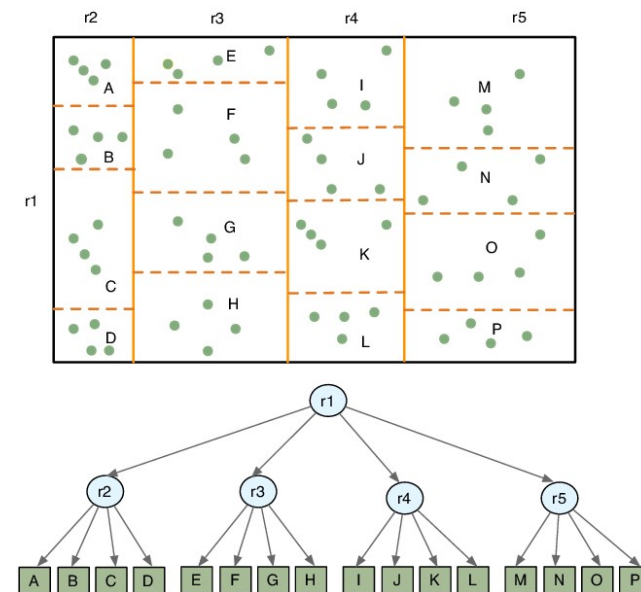 r2 r3 r4 r5
E
A I M
F
B J N
r1
G
K O
C
H
D L P
r1
r2 r3 r4 r5
A B C D E F G H I J K L M N O P